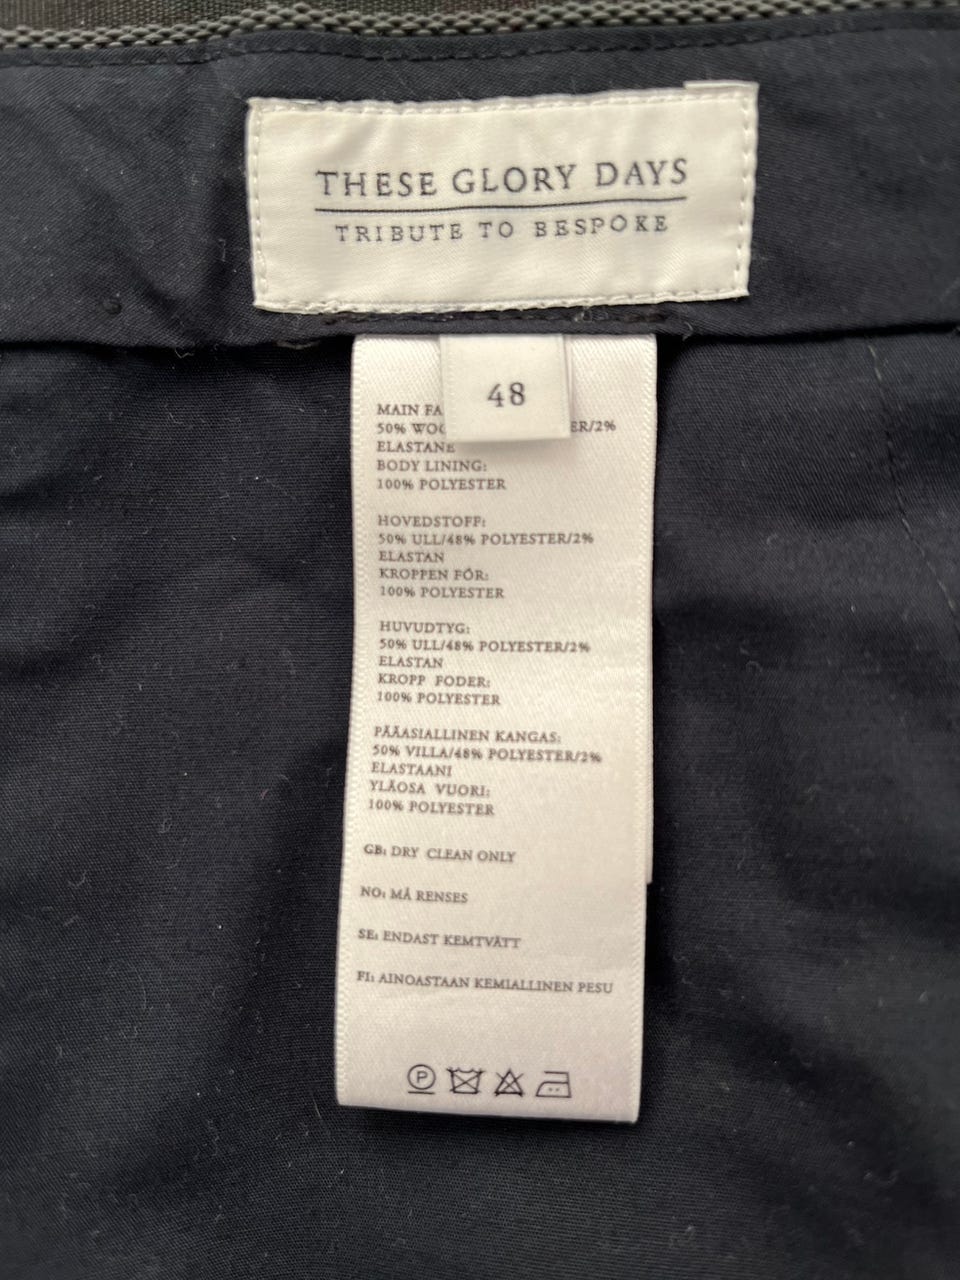 THESE GLORY DAYS
TRIBUTE TO BESPOKE
48
MAIN FA
50% WOO ER/2%
ELASTANE
BODY LINING:
100% POLYESTER
HOVEDSTOFF:
50% ULL/48% POLYESTER/2%
ELASTAN
KROPPEN FÓR:
100% POLYESTER
HUVUDTYG:
50% ULL/48% POLYESTER/2%
ELASTAN
KROPP FODER:
100% POLYESTER
PÄÄASIALLINEN KANGAS:
50% VILLA/48% POLYESTER/2%
ELASTAANI
YLÄOSA VUORI:
100% POLYESTER
GB: DRY CLEAN ONLY
NO: MÅ RENSES
SE: ENDAST KEMTVÄTT
FI: AINOASTAAN KEMIALLINEN PESU
P